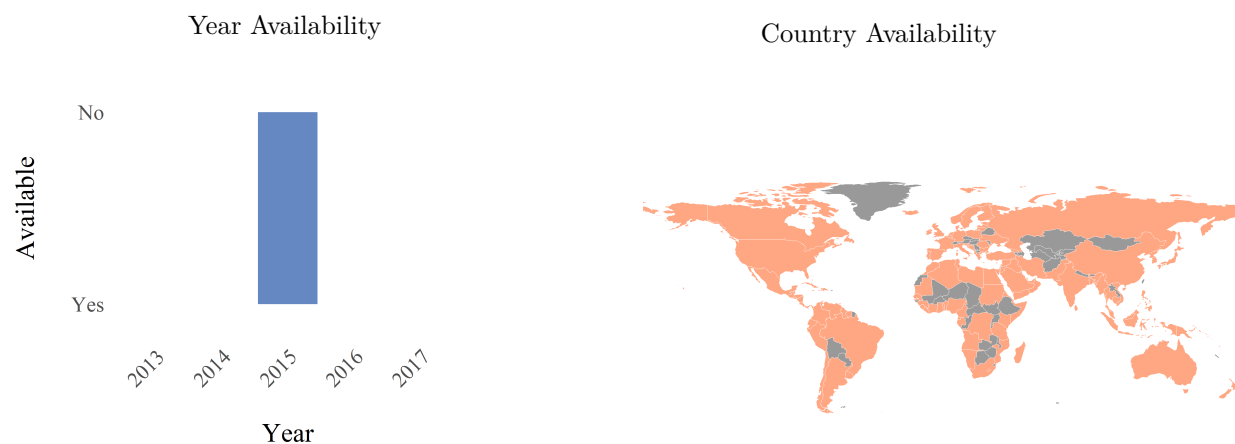 Year Availability
No
Available
Yes
2013
2014
2015
2016
2017
Year
Country Availability